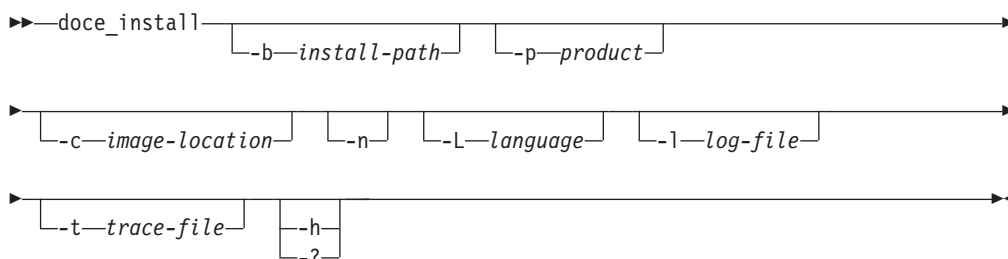 doce_install
-b install-path -p product
-c image-location -n -L language -l log-file
-t trace-file -h
-?